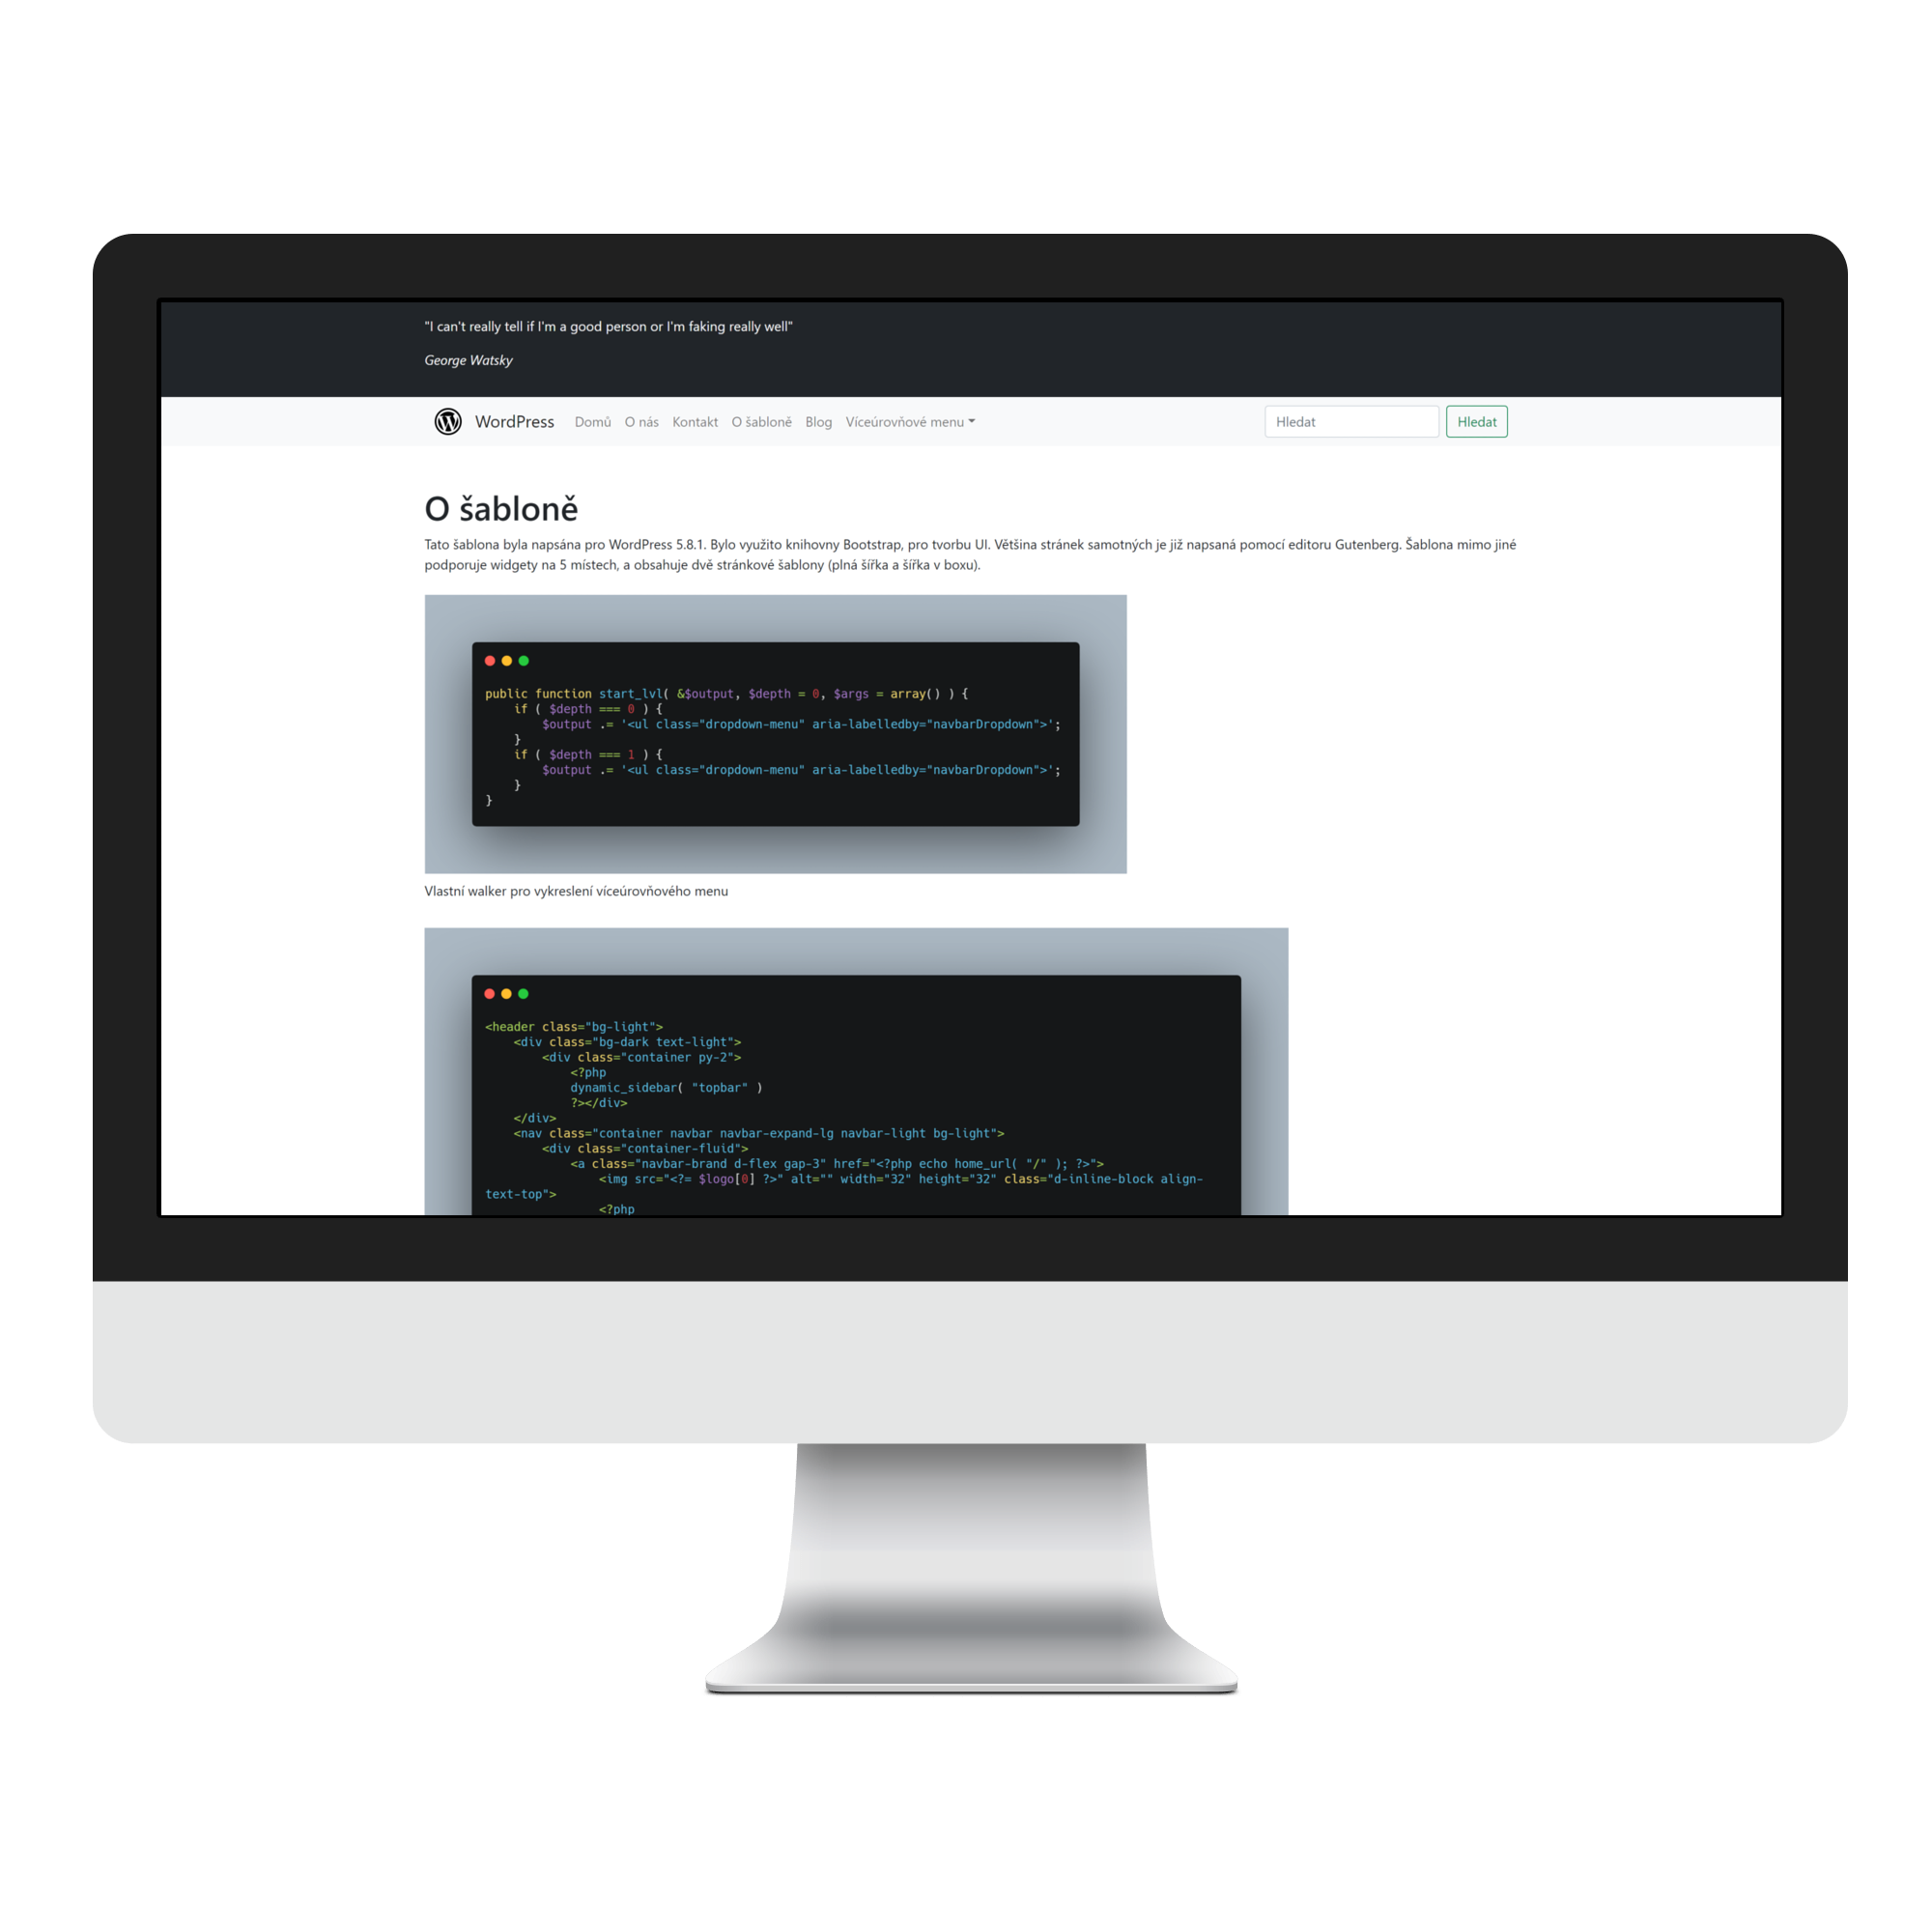 "I can't really tell if I'm a good person or I'm faking really well"
George Watsky
WordPress Domů O nás Kontakt O šabloně Blog Víceúrovňové menu Hledat Hledat
O šabloně
Tato šablona byla napsána pro WordPress 5.8.1. Bylo využito knihovny Bootstrap, pro tvorbu UI. Většina stránek samotných je již napsaná pomocí editoru Gutenberg. Šablona mimo jiné
podporuje widgety na 5 místech, a obsahuje dvě stránkové šablony (plná šířka a šířka v boxu).
public function start_lvl( &$output, $depth = 0, $args = array() ) {
    if ( $depth === 0 ) {
        $output .= '<ul class="dropdown-menu" aria-labelledby="navbarDropdown">';
    }
    if ( $depth === 1 ) {
        $output .= '<ul class="dropdown-menu" aria-labelledby="navbarDropdown">';
    }
}
Vlastní walker pro vykreslení víceúrovňového menu
<header class="bg-light">
    <div class="bg-dark text-light">
        <div class="container py-2">
            <?php
            dynamic_sidebar( "topbar" )
            ?></div>
    </div>
    <nav class="container navbar navbar-expand-lg navbar-light bg-light">
        <div class="container-fluid">
            <a class="navbar-brand d-flex gap-3" href="<?php echo home_url( "/" ); ?>">
                <img src="<?= $logo[0] ?>" alt="" width="32" height="32" class="d-inline-block align-
text-top">
                <?php